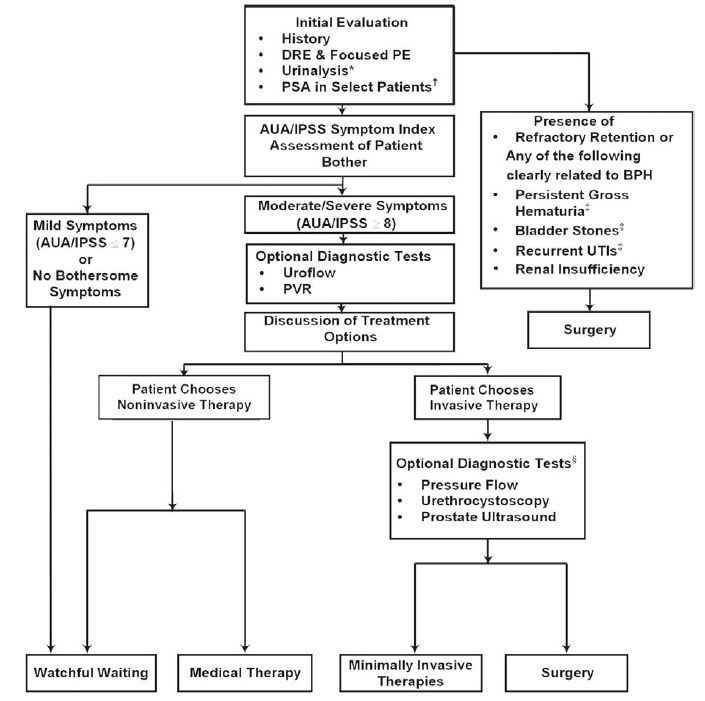 Initial Evaluation
• History
• DRE & Focused PE
• Urinalysis*
• PSA in Select Patients†
AUA/IPSS Symptom Index
Assessment of Patient
Bother
Presence of
• Refractory Retention or
Any of the following
clearly related to BPH
• Persistent Gross
Hematuria‡
• Bladder Stones‡
• Recurrent UTIs‡
• Renal Insufficiency
Mild Symptoms
(AUA/IPSS ≤ 7)
or
No Bothersome
Symptoms
Moderate/Severe Symptoms
(AUA/IPSS ≥ 8)
Optional Diagnostic Tests
• Uroflow
• PVR
Discussion of Treatment
Options
Surgery
Patient Chooses
Noninvasive Therapy
Patient Chooses
Invasive Therapy
Optional Diagnostic Tests§
• Pressure Flow
• Urethrocystoscopy
• Prostate Ultrasound
Watchful Waiting
Medical Therapy
Minimally Invasive
Therapies
Surgery